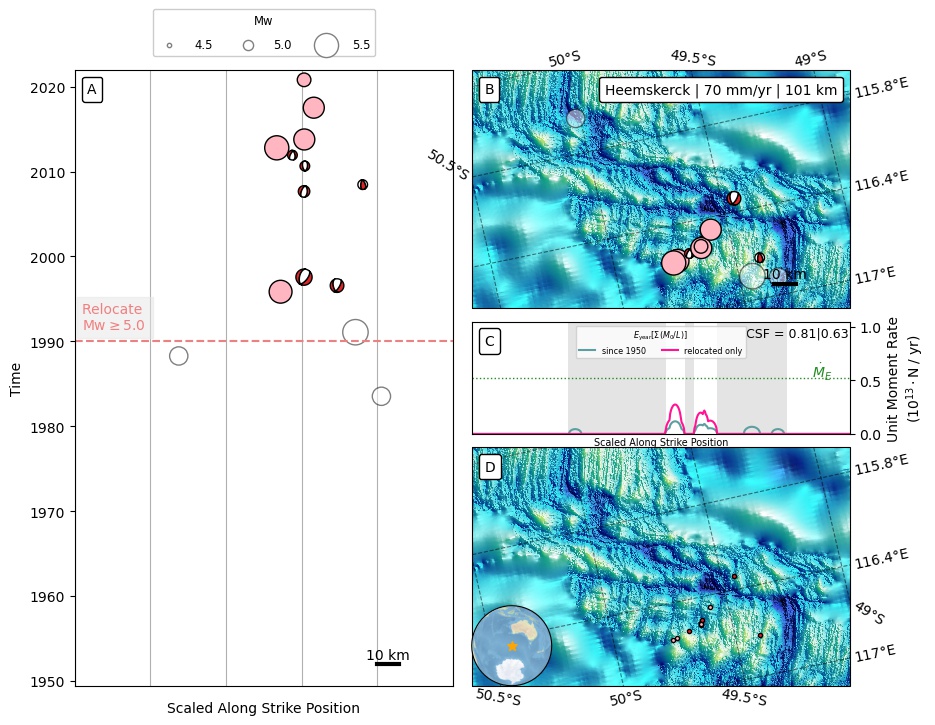 Mw
4.5 5.0 5.5
A
2020
2010
2000
1990
1980
1970
1960
1950
Time
Relocate
Mw ≥ 5.0
10 km
Scaled Along Strike Position
50°S 49.5°S 49°S
50.5°S
B
Heemskerck | 70 mm/yr | 101 km
115.8°E
116.4°E
117°E
10 km
C
E_year[Σ(M₀/L)]
since 1950 relocated only
CSF = 0.81|0.63
Ṁ_E
1.0
0.5
0.0
Unit Moment Rate
(10¹³ · N / yr)
Scaled Along Strike Position
D
115.8°E
116.4°E
49°S
117°E
50.5°S 50°S 49.5°S